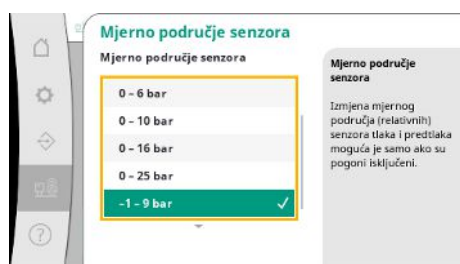 Mjerno područje senzora
Mjerno područje senzora
0 – 6 bar
0 – 10 bar
0 – 16 bar
0 – 25 bar
–1 – 9 bar
Mjerno područje
senzora
Izmjena mjernog
područja (relativnih)
senzora tlaka i predtlaka
moguća je samo ako su
pogoni isključeni.